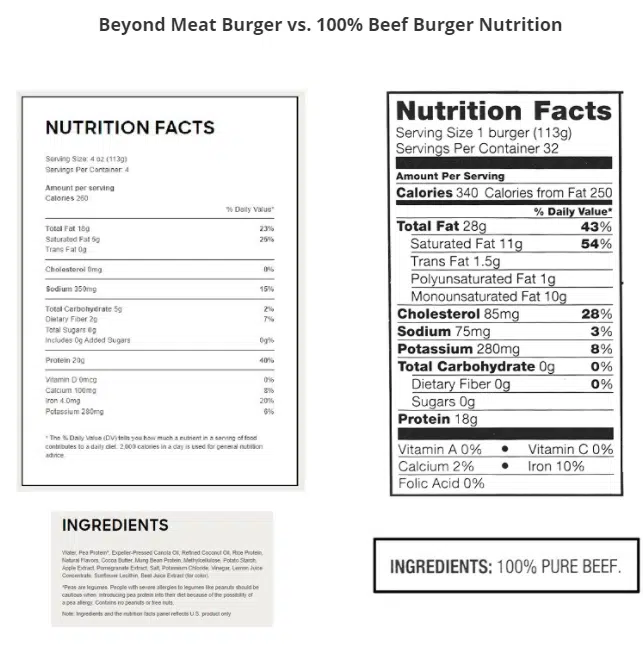 Beyond Meat Burger vs. 100% Beef Burger Nutrition
NUTRITION FACTS
Serving Size: 4 oz (113g)
Servings Per Container: 4
Amount per serving
Calories 260
% Daily Value*
Total Fat 18g 23%
Saturated Fat 5g 25%
Trans Fat 0g
Cholesterol 0mg 0%
Sodium 350mg 15%
Total Carbohydrate 5g 2%
Dietary Fiber 2g 7%
Total Sugars 0g
Includes 0g Added Sugars 0g%
Protein 20g 40%
Vitamin D 0mcg 0%
Calcium 100mg 8%
Iron 4.0mg 20%
Potassium 280mg 6%
* The % Daily Value (DV) tells you how much a nutrient in a serving of food
contributes to a daily diet. 2,000 calories in a day is used for general nutrition
advice.
INGREDIENTS
Water, Pea Protein*, Expeller-Pressed Canola Oil, Refined Coconut Oil, Rice Protein,
Natural Flavors, Cocoa Butter, Mung Bean Protein, Methylcellulose, Potato Starch,
Apple Extract, Pomegranate Extract, Salt, Potassium Chloride, Vinegar, Lemon Juice
Concentrate, Sunflower Lecithin, Beet Juice Extract (for color).
*Peas are legumes. People with severe allergies to legumes like peanuts should be
cautious when introducing pea protein into their diet because of the possibility of
a pea allergy. Contains no peanuts or tree nuts.
Note: Ingredients and the nutrition facts panel reflects U.S. product only
Nutrition Facts
Serving Size 1 burger (113g)
Servings Per Container 32
Amount Per Serving
Calories 340 Calories from Fat 250
% Daily Value*
Total Fat 28g 43%
Saturated Fat 11g 54%
Trans Fat 1.5g
Polyunsaturated Fat 1g
Monounsaturated Fat 10g
Cholesterol 85mg 28%
Sodium 75mg 3%
Potassium 280mg 8%
Total Carbohydrate 0g 0%
Dietary Fiber 0g 0%
Sugars 0g
Protein 18g
Vitamin A 0% • Vitamin C 0%
Calcium 2% • Iron 10%
Folic Acid 0%
INGREDIENTS: 100% PURE BEEF.